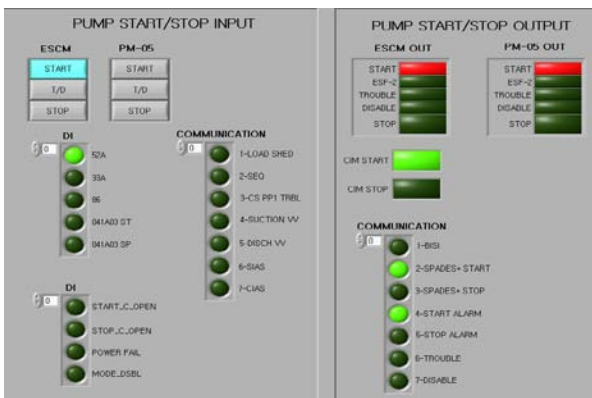 PUMP START/STOP INPUT
ESCM
PM-05
START
START
T/D
T/D
STOP
STOP
DI
0
52A
33A
86
041A03 ST
041A03 SP
COMMUNICATION
0
1-LOAD SHED
2-SEQ
3-CS PP1 TRBL
4-SUCTION VV
5-DISCH VV
6-SIAS
7-CIAS
DI
0
START_C_OPEN
STOP_C_OPEN
POWER FAIL
MODE_DSBL
PUMP START/STOP OUTPUT
ESCM OUT
PM-05 OUT
START
ESF-2
TROUBLE
DISABLE
STOP
START
ESF-2
TROUBLE
DISABLE
STOP
CIM START
CIM STOP
COMMUNICATION
0
1-BISI
2-SPADES+ START
3-SPADES+ STOP
4-START ALARM
5-STOP ALARM
6-TROUBLE
7-DISABLE